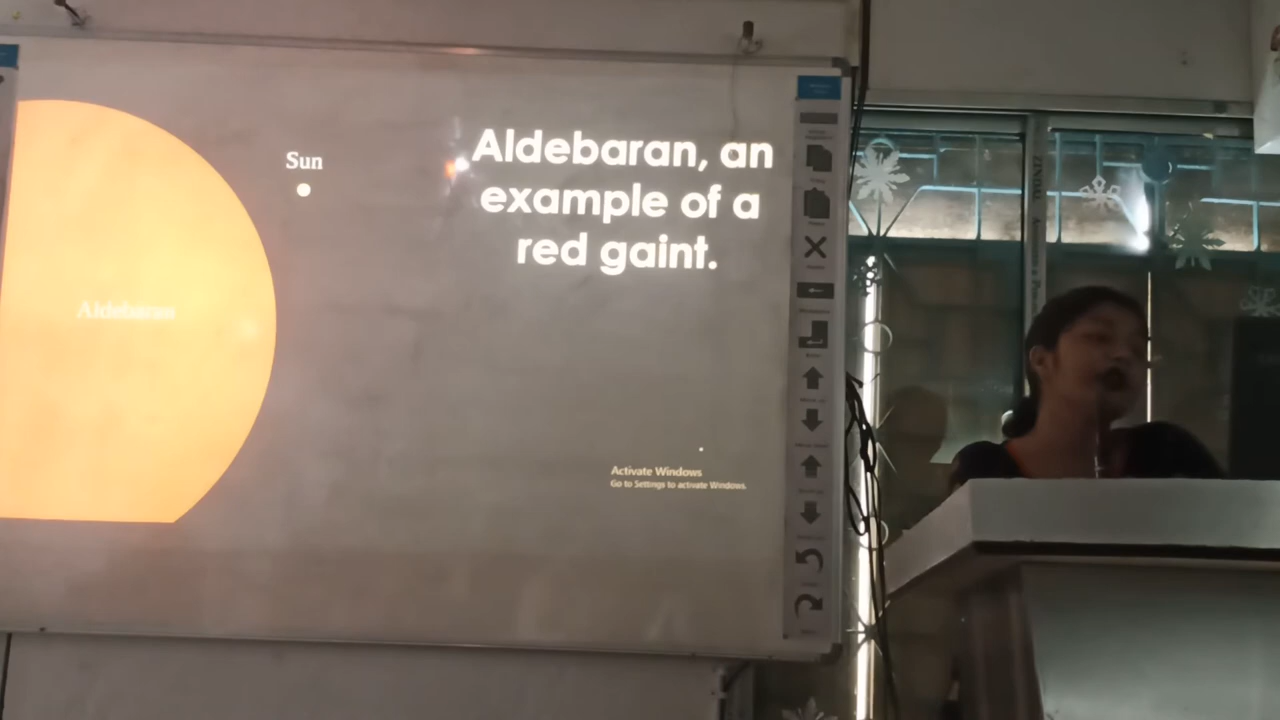 Sun
Aldebaran, an
example of a
red gaint.
Aldebaran
Activate Windows
Go to Settings to activate Windows.